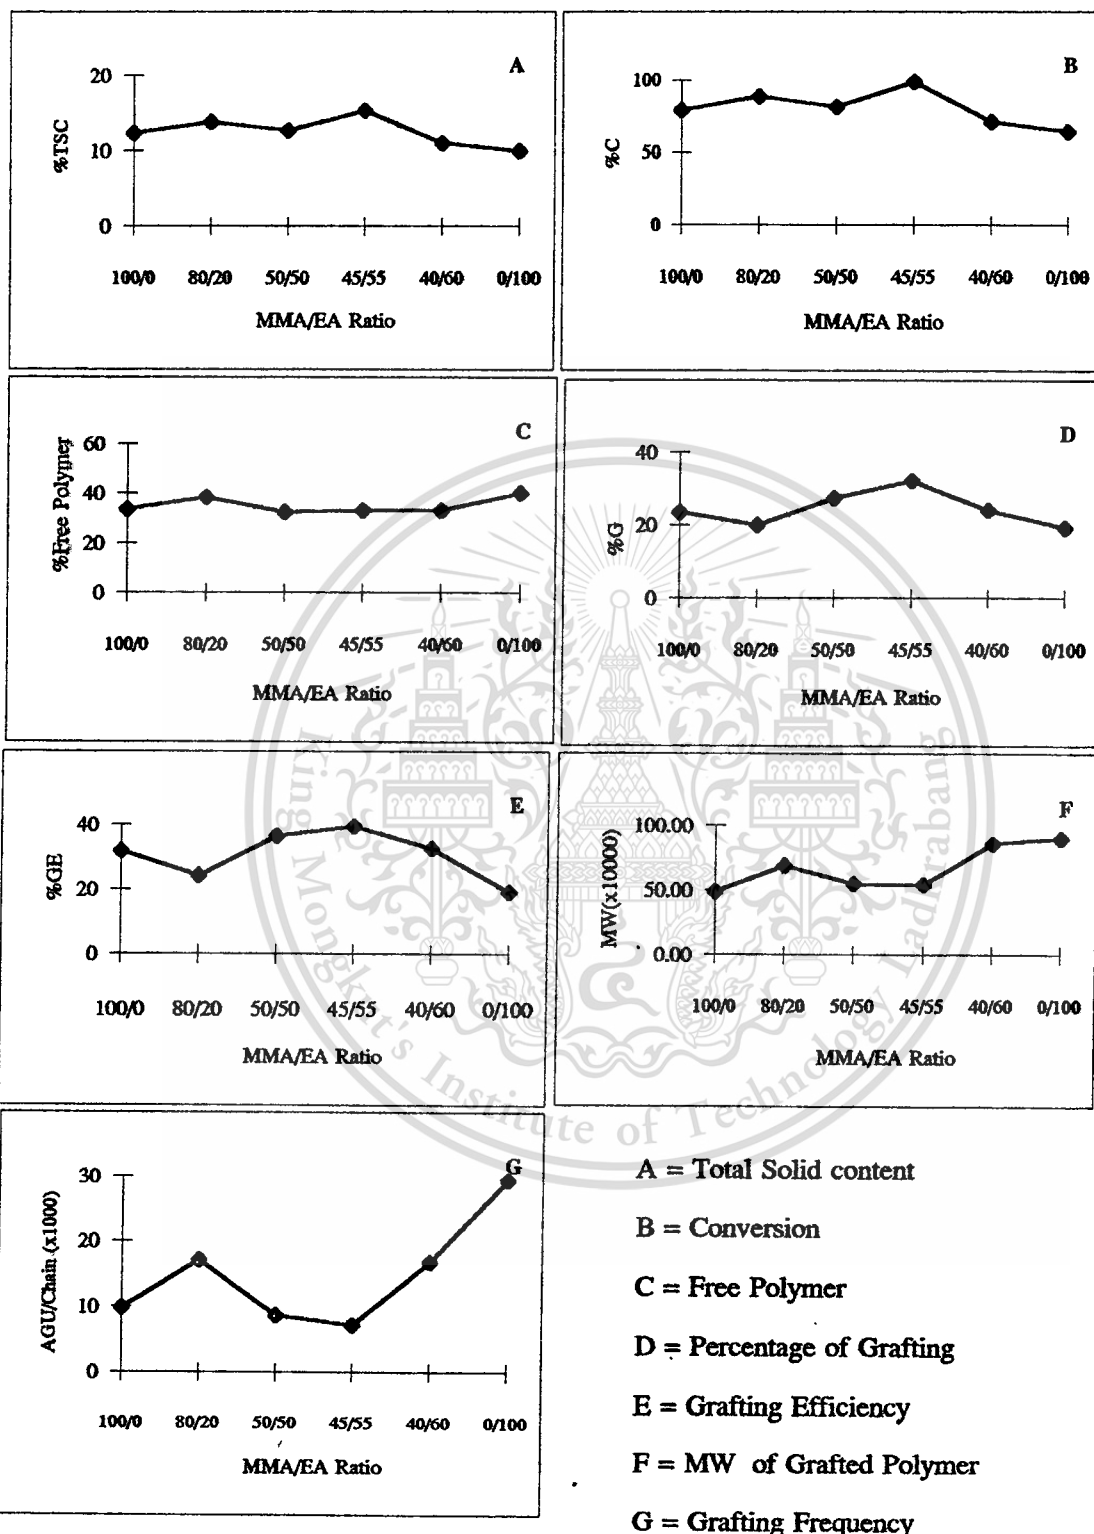 A
20
10
0
%TSC
100/0 80/20 50/50 45/55 40/60 0/100
MMA/EA Ratio
B
100
50
0
%C
100/0 80/20 50/50 45/55 40/60 0/100
MMA/EA Ratio
C
60
40
20
0
%Free Polymer
100/0 80/20 50/50 45/55 40/60 0/100
MMA/EA Ratio
D
40
20
0
%G
100/0 80/20 50/50 45/55 40/60 0/100
MMA/EA Ratio
E
40
20
0
%GE
100/0 80/20 50/50 45/55 40/60 0/100
MMA/EA Ratio
F
100.00
50.00
0.00
MW(x10000)
100/0 80/20 50/50 45/55 40/60 0/100
MMA/EA Ratio
G
30
20
10
0
AGU/Chain (x1000)
100/0 80/20 50/50 45/55 40/60 0/100
MMA/EA Ratio
A = Total Solid content
B = Conversion
C = Free Polymer
D = Percentage of Grafting
E = Grafting Efficiency
F = MW of Grafted Polymer
G = Grafting Frequency
King Mongkut's Institute of Technology Ladkrabang